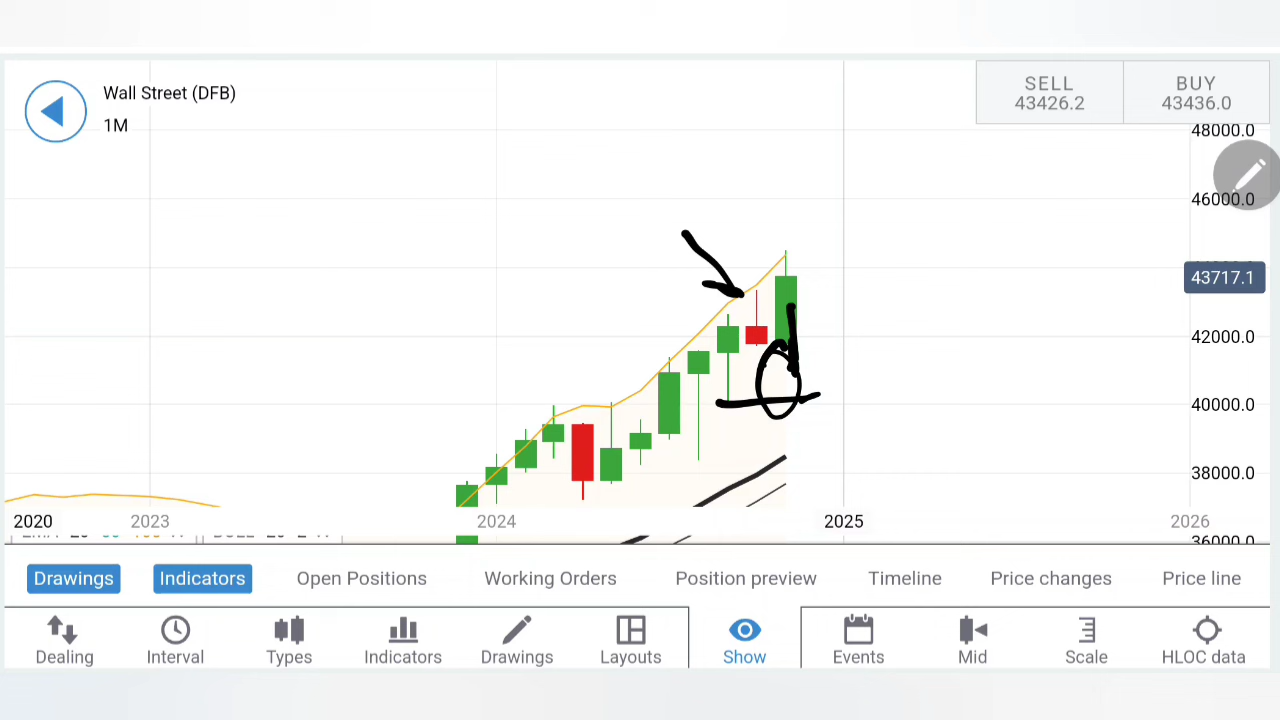 Wall Street (DFB)
1M
SELL
43426.2
BUY
43436.0
48000.0
46000.0
43717.1
42000.0
40000.0
38000.0
36000.0
2020
2023
2024
2025
2026
Drawings
Indicators
Open Positions
Working Orders
Position preview
Timeline
Price changes
Price line
Dealing
Interval
Types
Indicators
Drawings
Layouts
Show
Events
Mid
Scale
HLOC data